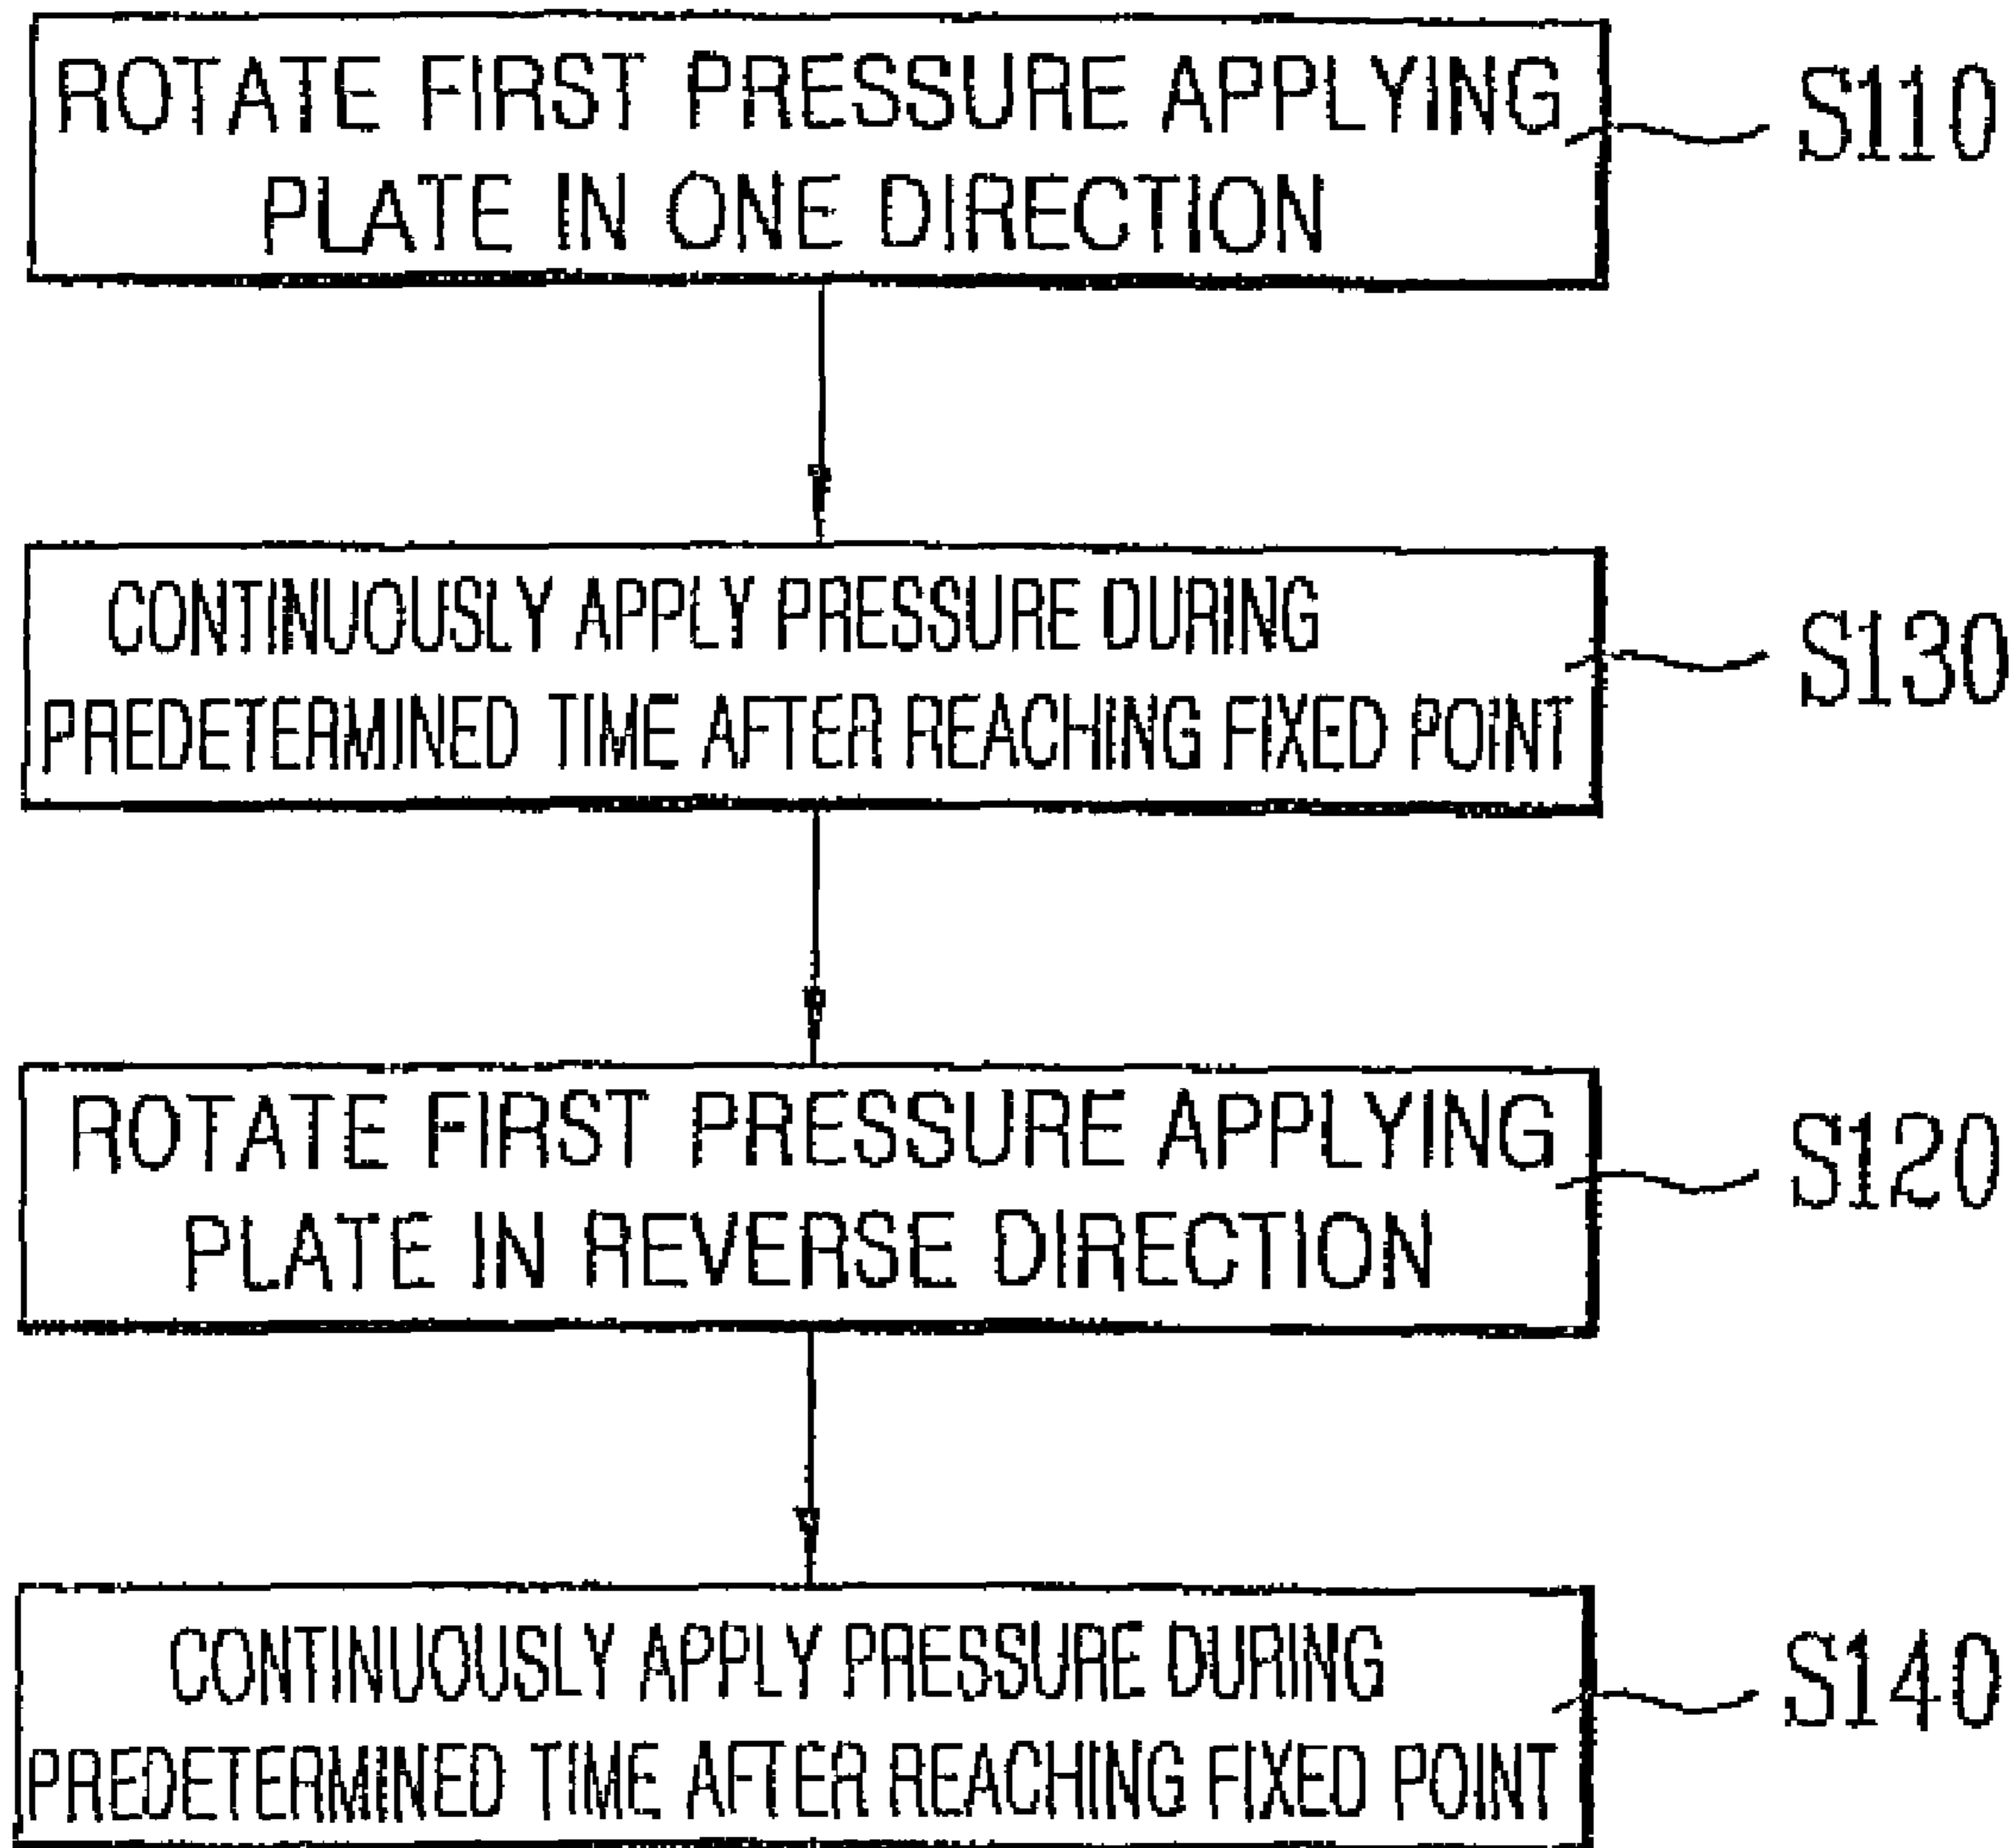 ROTATE FIRST PRESSURE APPLYING
PLATE IN ONE DIRECTION
S110
CONTINUOUSLY APPLY PRESSURE DURING
PREDETERMINED TIME AFTER REACHING FIXED POINT
S130
ROTATE FIRST PRESSURE APPLYING
PLATE IN REVERSE DIRECTION
S120
CONTINUOUSLY APPLY PRESSURE DURING
PREDETERMINED TIME AFTER REACHING FIXED POINT
S140